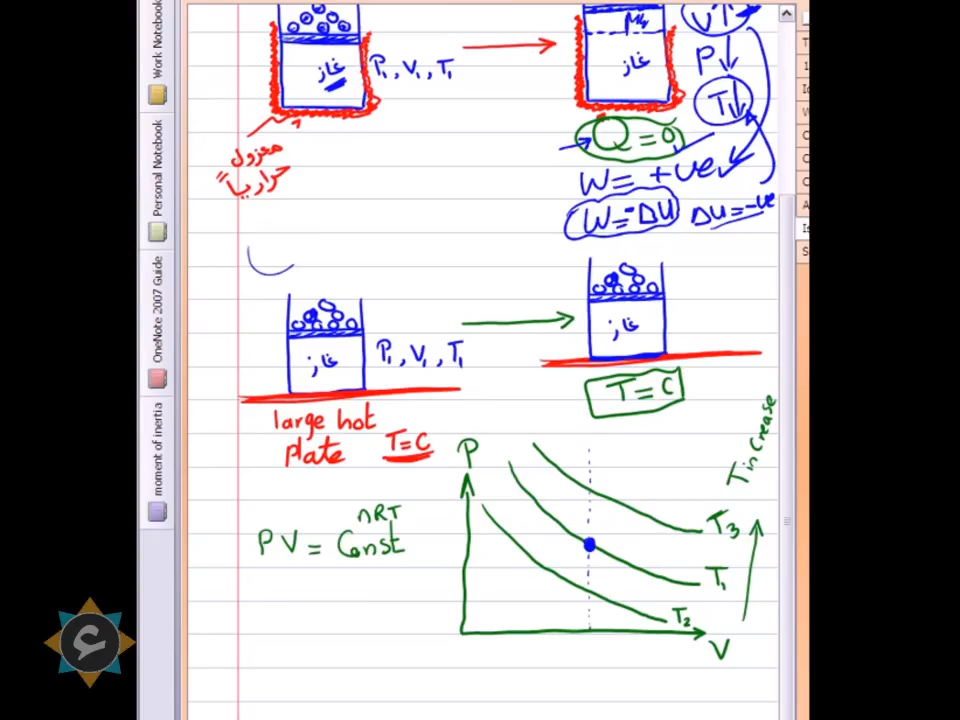 Work Notebook
Personal Notebook
OneNote 2007 Guide
moment of inertia
غاز
P₁, V₁, T₁
معزول
حرارياً
غاز
V↑
P↓
T↓
Q = 0
W = +ve
W = -ΔU
ΔU = -ve
غاز
P₁, V₁, T₁
large hot
plate
T = C
غاز
T = C
PV = Const
nRT
P
V
T₃
T₁
T₂
T increase
ع